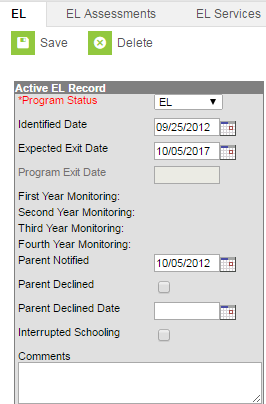 EL EL Assessments EL Services
Save Delete
Active EL Record
*Program Status EL
Identified Date 09/25/2012
Expected Exit Date 10/05/2017
Program Exit Date
First Year Monitoring:
Second Year Monitoring:
Third Year Monitoring:
Fourth Year Monitoring:
Parent Notified 10/05/2012
Parent Declined
Parent Declined Date
Interrupted Schooling
Comments